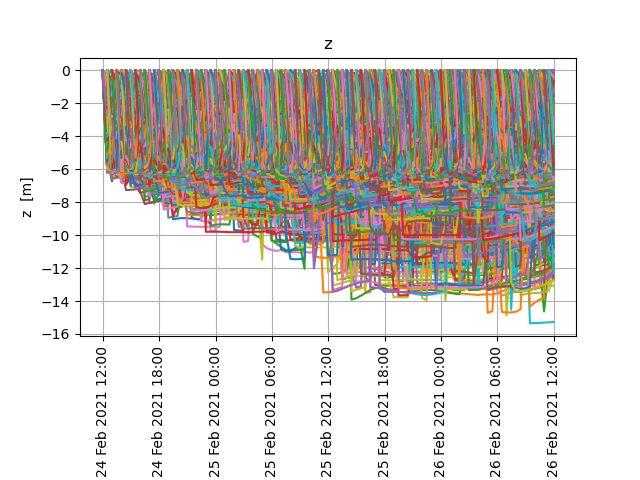 z
0
−2
−4
−6
−8
−10
−12
−14
−16
z [m]
24 Feb 2021 12:00
24 Feb 2021 18:00
25 Feb 2021 00:00
25 Feb 2021 06:00
25 Feb 2021 12:00
25 Feb 2021 18:00
26 Feb 2021 00:00
26 Feb 2021 06:00
26 Feb 2021 12:00